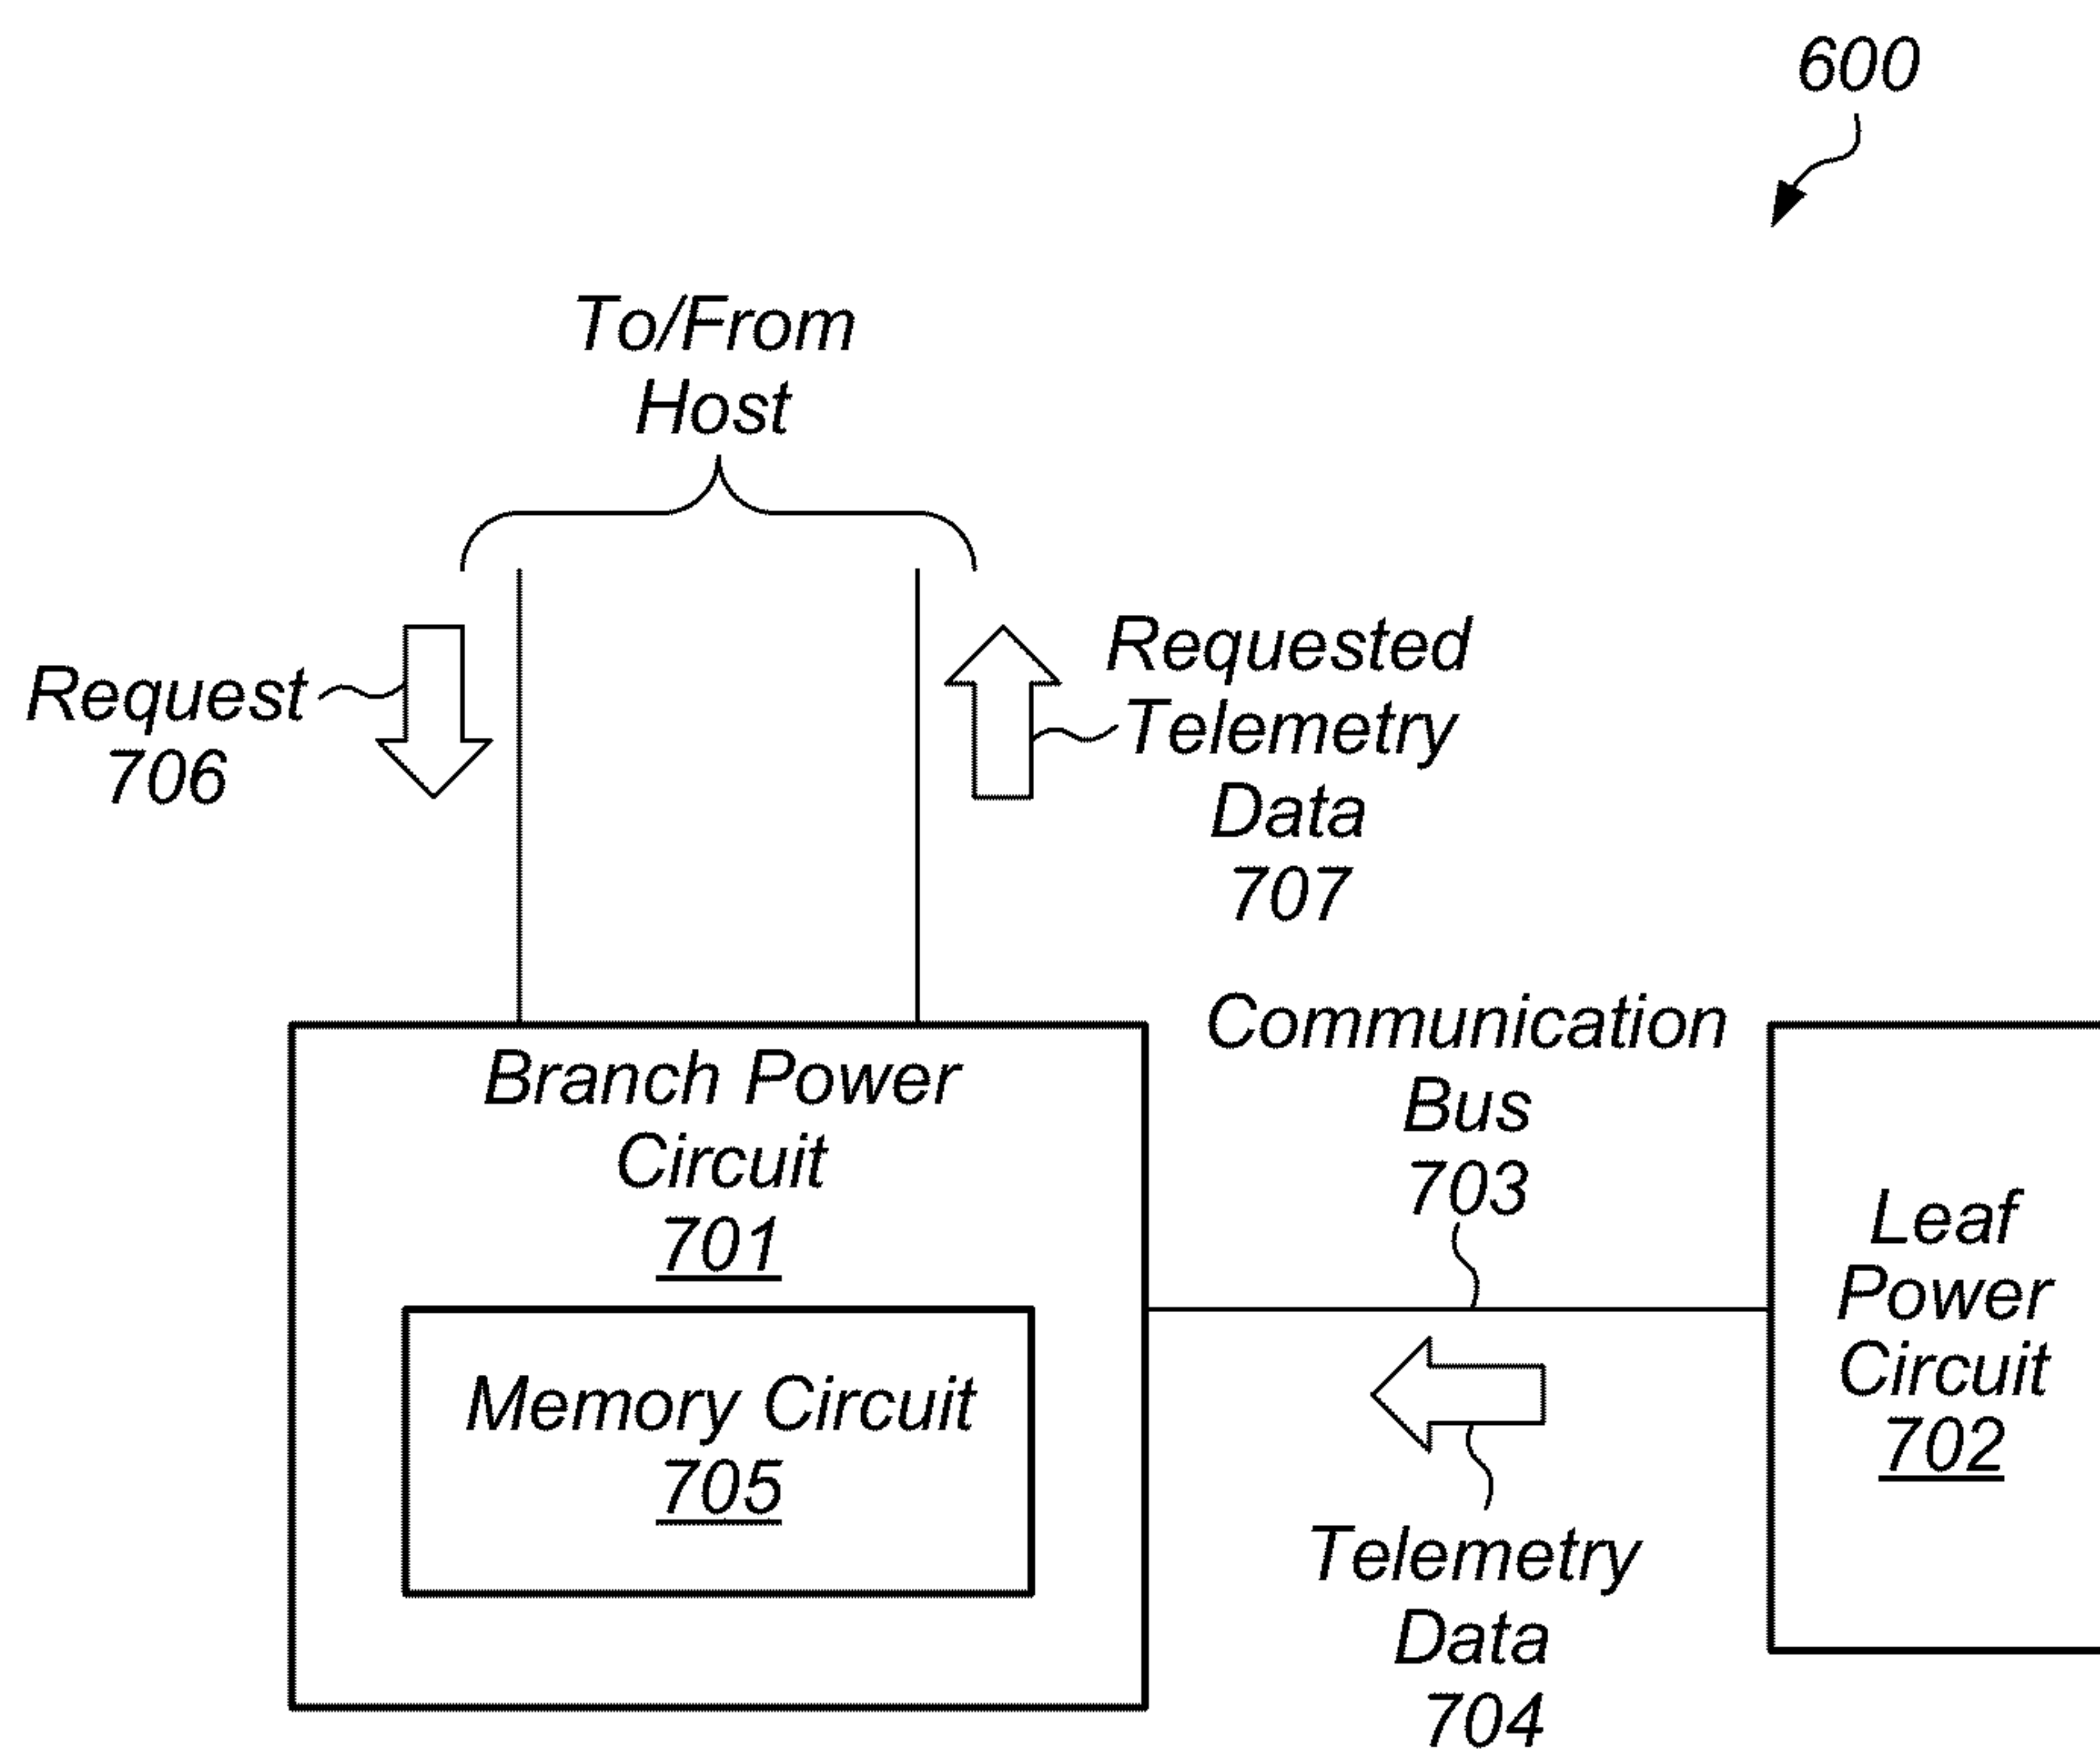 600
To/From
Host
Request
706
Requested
Telemetry
Data
707
Communication
Bus
703
Branch Power
Circuit
701
Memory Circuit
705
Leaf
Power
Circuit
702
Telemetry
Data
704